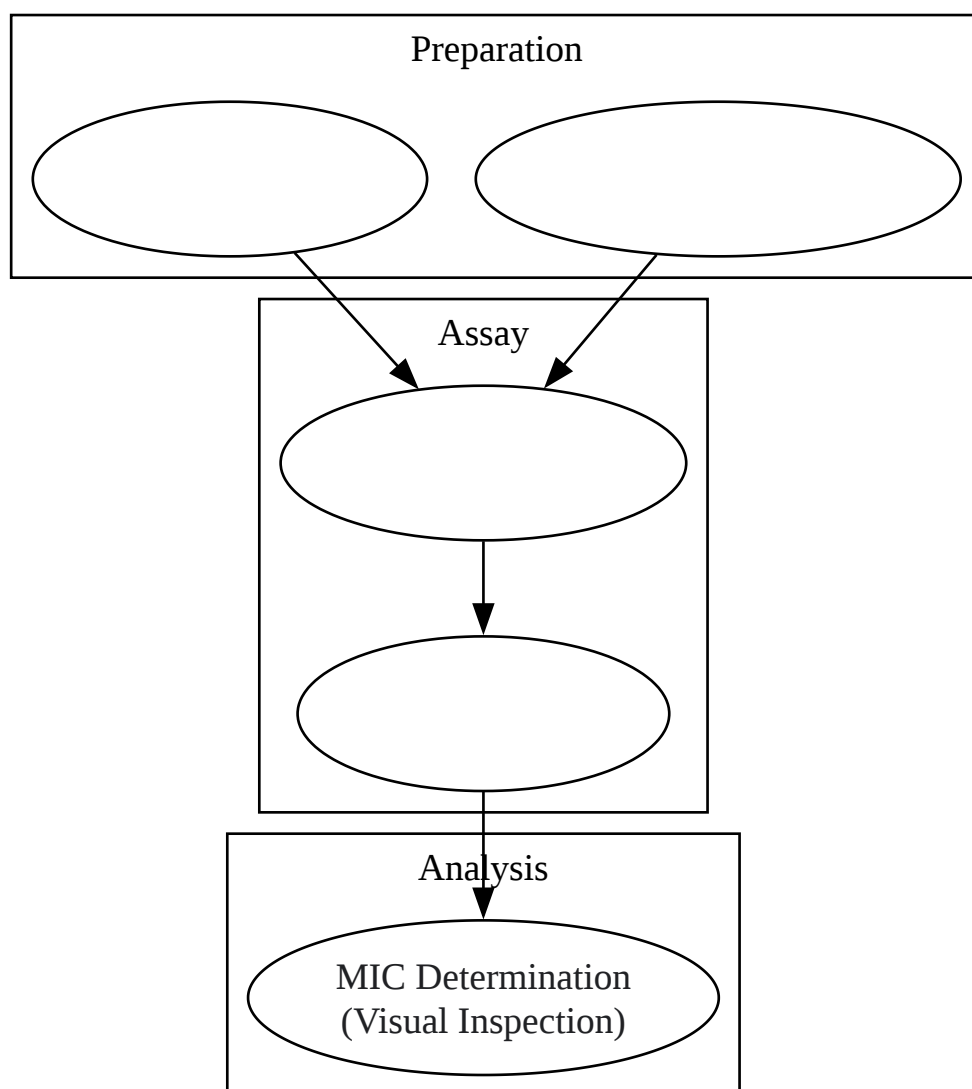 Preparation
Assay
Analysis
MIC Determination
(Visual Inspection)